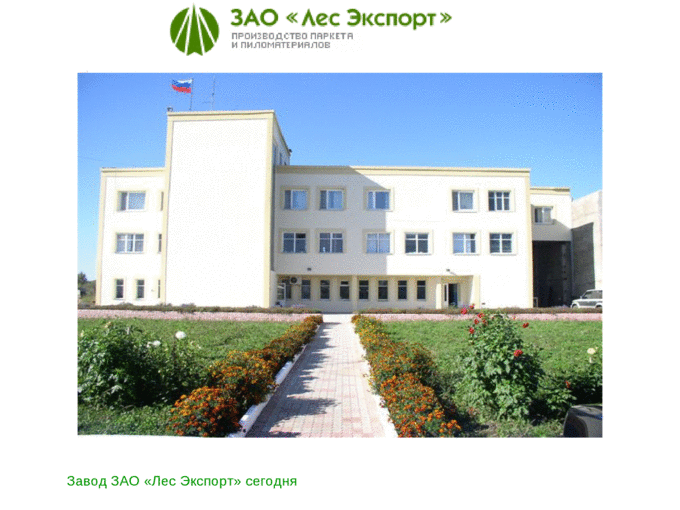 ЗАО «Лес Экспорт»
ПРОИЗВОДСТВО ПАРКЕТА
И ПИЛОМАТЕРИАЛОВ
Завод ЗАО «Лес Экспорт» сегодня